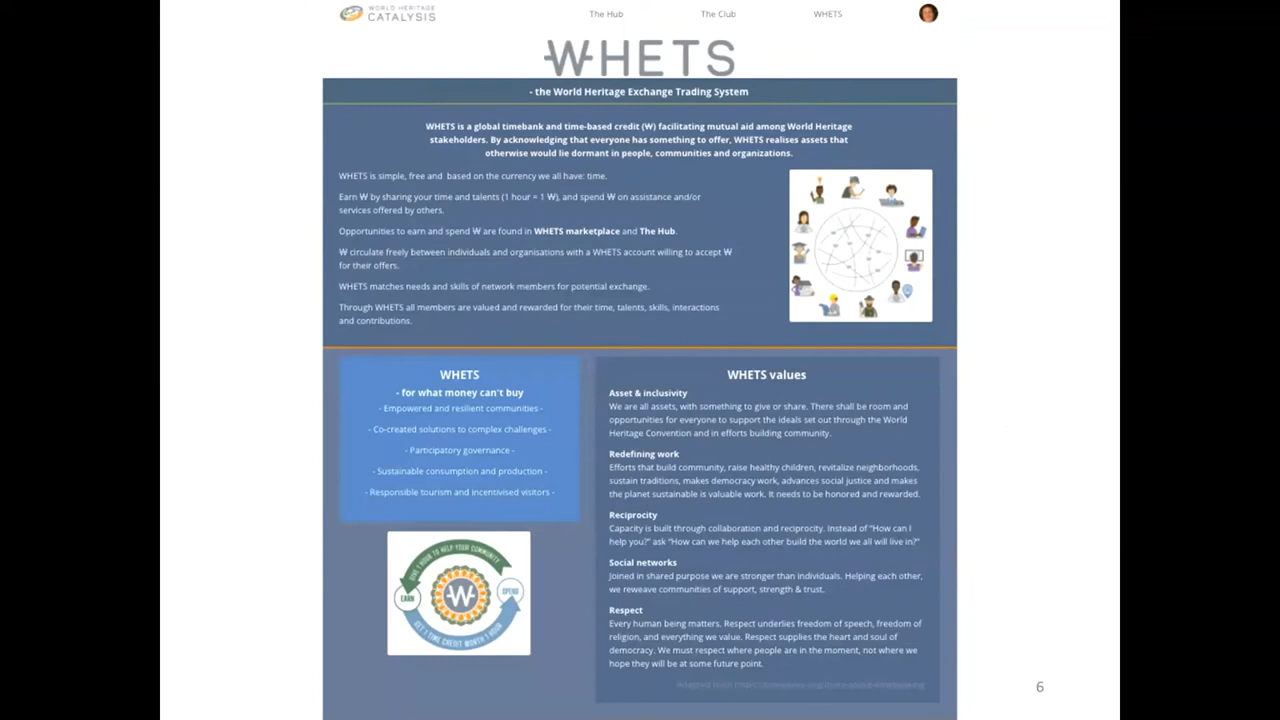 WORLD HERITAGE
CATALYSIS
The Hub
The Club
WHETS
WHETS
- the World Heritage Exchange Trading System
WHETS is a global timebank and time-based credit (₩) facilitating mutual aid among World Heritage
stakeholders. By acknowledging that everyone has something to offer, WHETS realises assets that
otherwise would lie dormant in people, communities and organizations.
WHETS is simple, free and based on the currency we all have: time.
Earn ₩ by sharing your time and talents (1 hour = 1 ₩), and spend ₩ on assistance and/or
services offered by others.
Opportunities to earn and spend ₩ are found in WHETS marketplace and The Hub.
₩ circulate freely between individuals and organisations with a WHETS account willing to accept ₩
for their offers.
WHETS matches needs and skills of network members for potential exchange.
Through WHETS all members are valued and rewarded for their time, talents, skills, interactions
and contributions.
WHETS
- for what money can't buy
- Empowered and resilient communities -
- Co-created solutions to complex challenges -
- Participatory governance -
- Sustainable consumption and production -
- Responsible tourism and incentivised visitors -
GIVE 1 HOUR TO HELP YOUR COMMUNITY
EARN
₩
SPEND
GET 1 TIME CREDIT WORTH 1 HOUR
WHETS values
Asset & inclusivity
We are all assets, with something to give or share. There shall be room and
opportunities for everyone to support the ideals set out through the World
Heritage Convention and in efforts building community.
Redefining work
Efforts that build community, raise healthy children, revitalize neighborhoods,
sustain traditions, makes democracy work, advances social justice and makes
the planet sustainable is valuable work. It needs to be honored and rewarded.
Reciprocity
Capacity is built through collaboration and reciprocity. Instead of "How can I
help you?" ask "How can we help each other build the world we all will live in?"
Social networks
Joined in shared purpose we are stronger than individuals. Helping each other,
we reweave communities of support, strength & trust.
Respect
Every human being matters. Respect underlies freedom of speech, freedom of
religion, and everything we value. Respect supplies the heart and soul of
democracy. We must respect where people are in the moment, not where we
hope they will be at some future point.
6